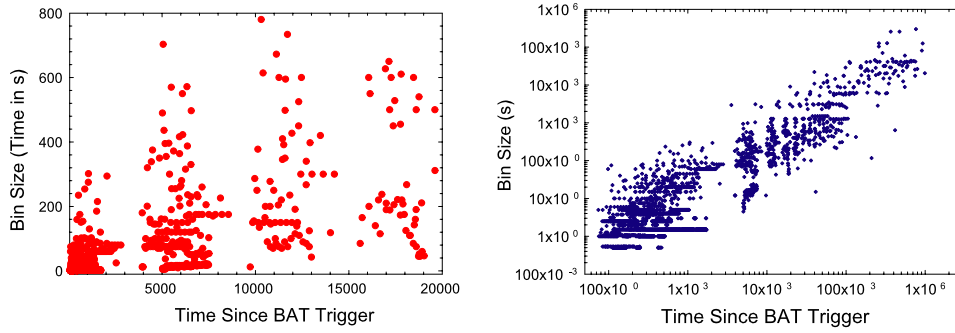 800
600
400
200
0
Bin Size (Time in s)
5000 10000 15000 20000
Time Since BAT Trigger
1x10 6
100x10 3
10x10 3
1x10 3
100x10 0
10x10 0
1x10 0
100x10 -3
Bin Size (s)
100x10 0 1x10 3 10x10 3 100x10 3 1x10 6
Time Since BAT Trigger